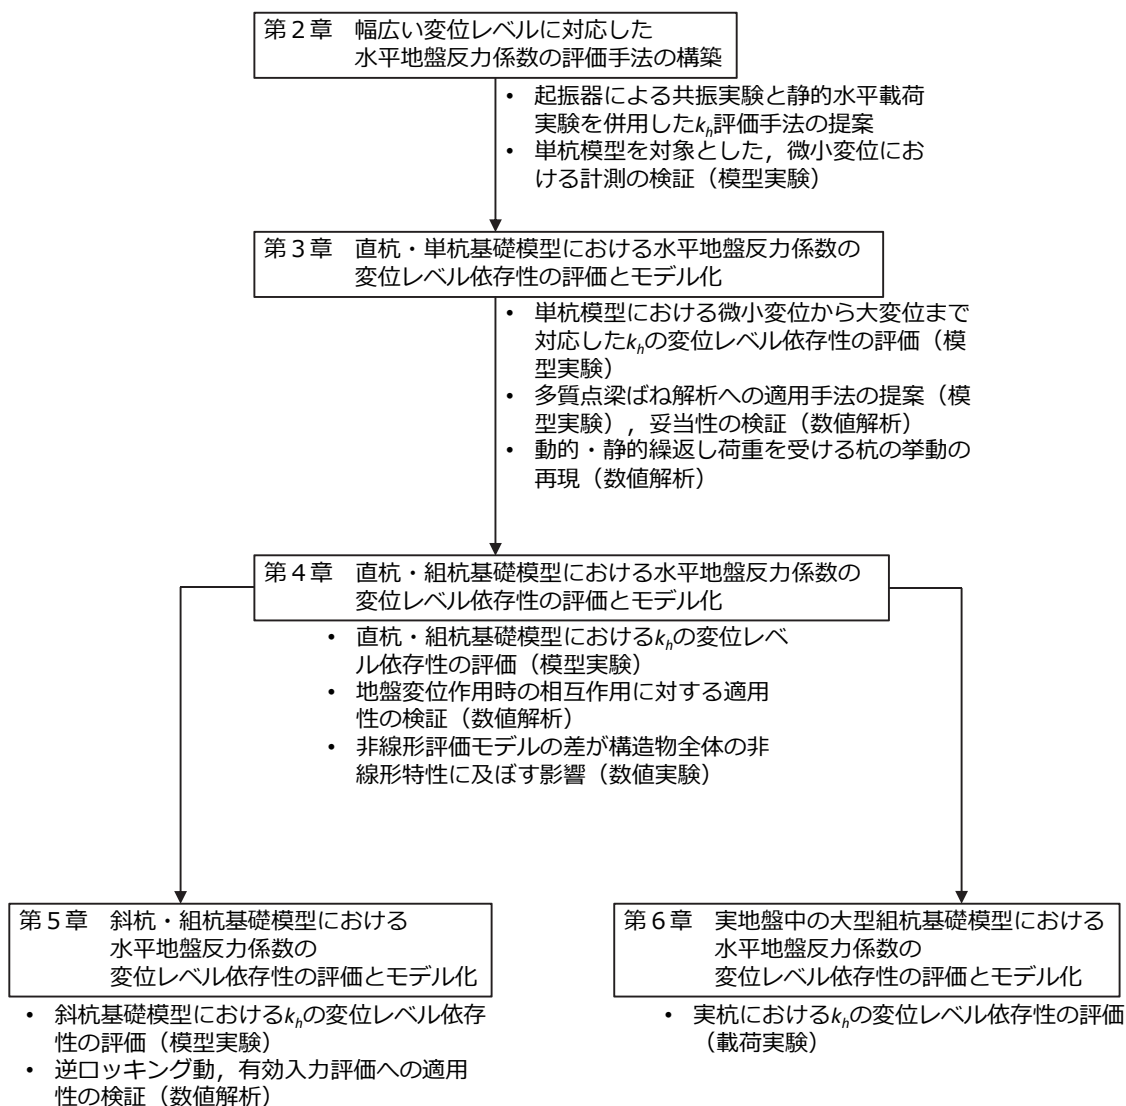 第２章　幅広い変位レベルに対応した
水平地盤反力係数の評価手法の構築
• 起振器による共振実験と静的水平載荷
実験を併用したkh評価手法の提案
• 単杭模型を対象とした，微小変位にお
ける計測の検証（模型実験）
第３章　直杭・単杭基礎模型における水平地盤反力係数の
変位レベル依存性の評価とモデル化
• 単杭模型における微小変位から大変位まで
対応したkhの変位レベル依存性の評価（模
型実験）
• 多質点梁ばね解析への適用手法の提案（模
型実験），妥当性の検証（数値解析）
• 動的・静的繰返し荷重を受ける杭の挙動の
再現（数値解析）
第４章　直杭・組杭基礎模型における水平地盤反力係数の
変位レベル依存性の評価とモデル化
• 直杭・組杭基礎模型におけるkhの変位レベ
ル依存性の評価（模型実験）
• 地盤変位作用時の相互作用に対する適用
性の検証（数値解析）
• 非線形評価モデルの差が構造物全体の非
線形特性に及ぼす影響（数値実験）
第５章　斜杭・組杭基礎模型における
水平地盤反力係数の
変位レベル依存性の評価とモデル化
• 斜杭基礎模型におけるkhの変位レベル依存
性の評価（模型実験）
• 逆ロッキング動，有効入力評価への適用
性の検証（数値解析）
第６章　実地盤中の大型組杭基礎模型における
水平地盤反力係数の
変位レベル依存性の評価とモデル化
• 実杭におけるkhの変位レベル依存性の評価
（載荷実験）